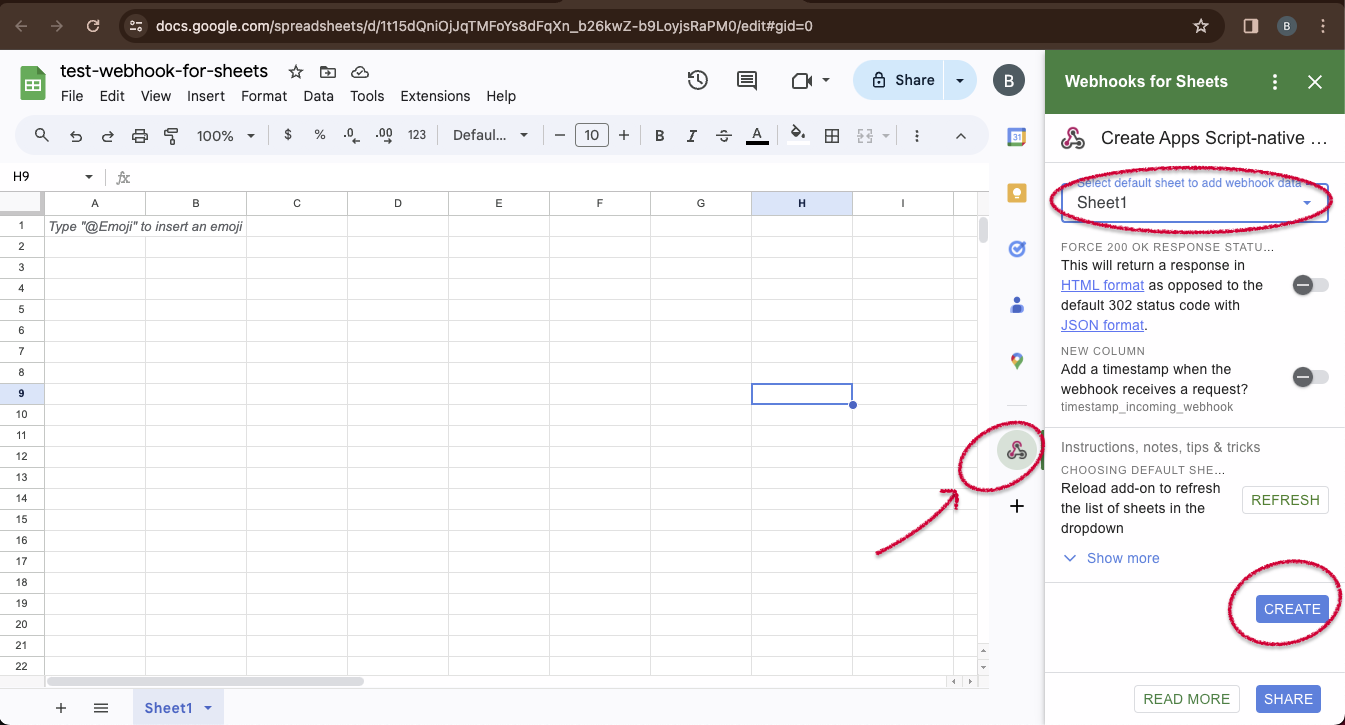 docs.google.com/spreadsheets/d/1t15dQniOjJqTMFoYs8dFqXn_b26kwZ-b9LoyjsRaPM0/edit#gid=0
B
test-webhook-for-sheets
File Edit View Insert Format Data Tools Extensions Help
Share
B
100% $ % .0 .00 123 Defaul... − 10 + B I S A
H9 fx
A B C D E F G H I
1 Type "@Emoji" to insert an emoji
2
3
4
5
6
7
8
9
10
11
12
13
14
15
16
17
18
19
20
21
22
+ Sheet1
31
Webhooks for Sheets
Create Apps Script-native ...
Select default sheet to add webhook data
Sheet1
FORCE 200 OK RESPONSE STATU...
This will return a response in
HTML format as opposed to the
default 302 status code with
JSON format.
NEW COLUMN
Add a timestamp when the
webhook receives a request?
timestamp_incoming_webhook
Instructions, notes, tips & tricks
CHOOSING DEFAULT SHE...
Reload add-on to refresh
the list of sheets in the
dropdown
REFRESH
Show more
CREATE
READ MORE SHARE